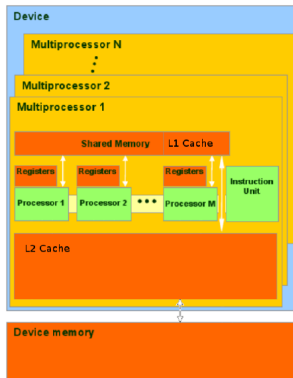 Device
Multiprocessor N
Multiprocessor 2
Multiprocessor 1
Shared Memory L1 Cache
Registers Registers Registers
Processor 1 Processor 2 Processor M Instruction Unit
L2 Cache
Device memory